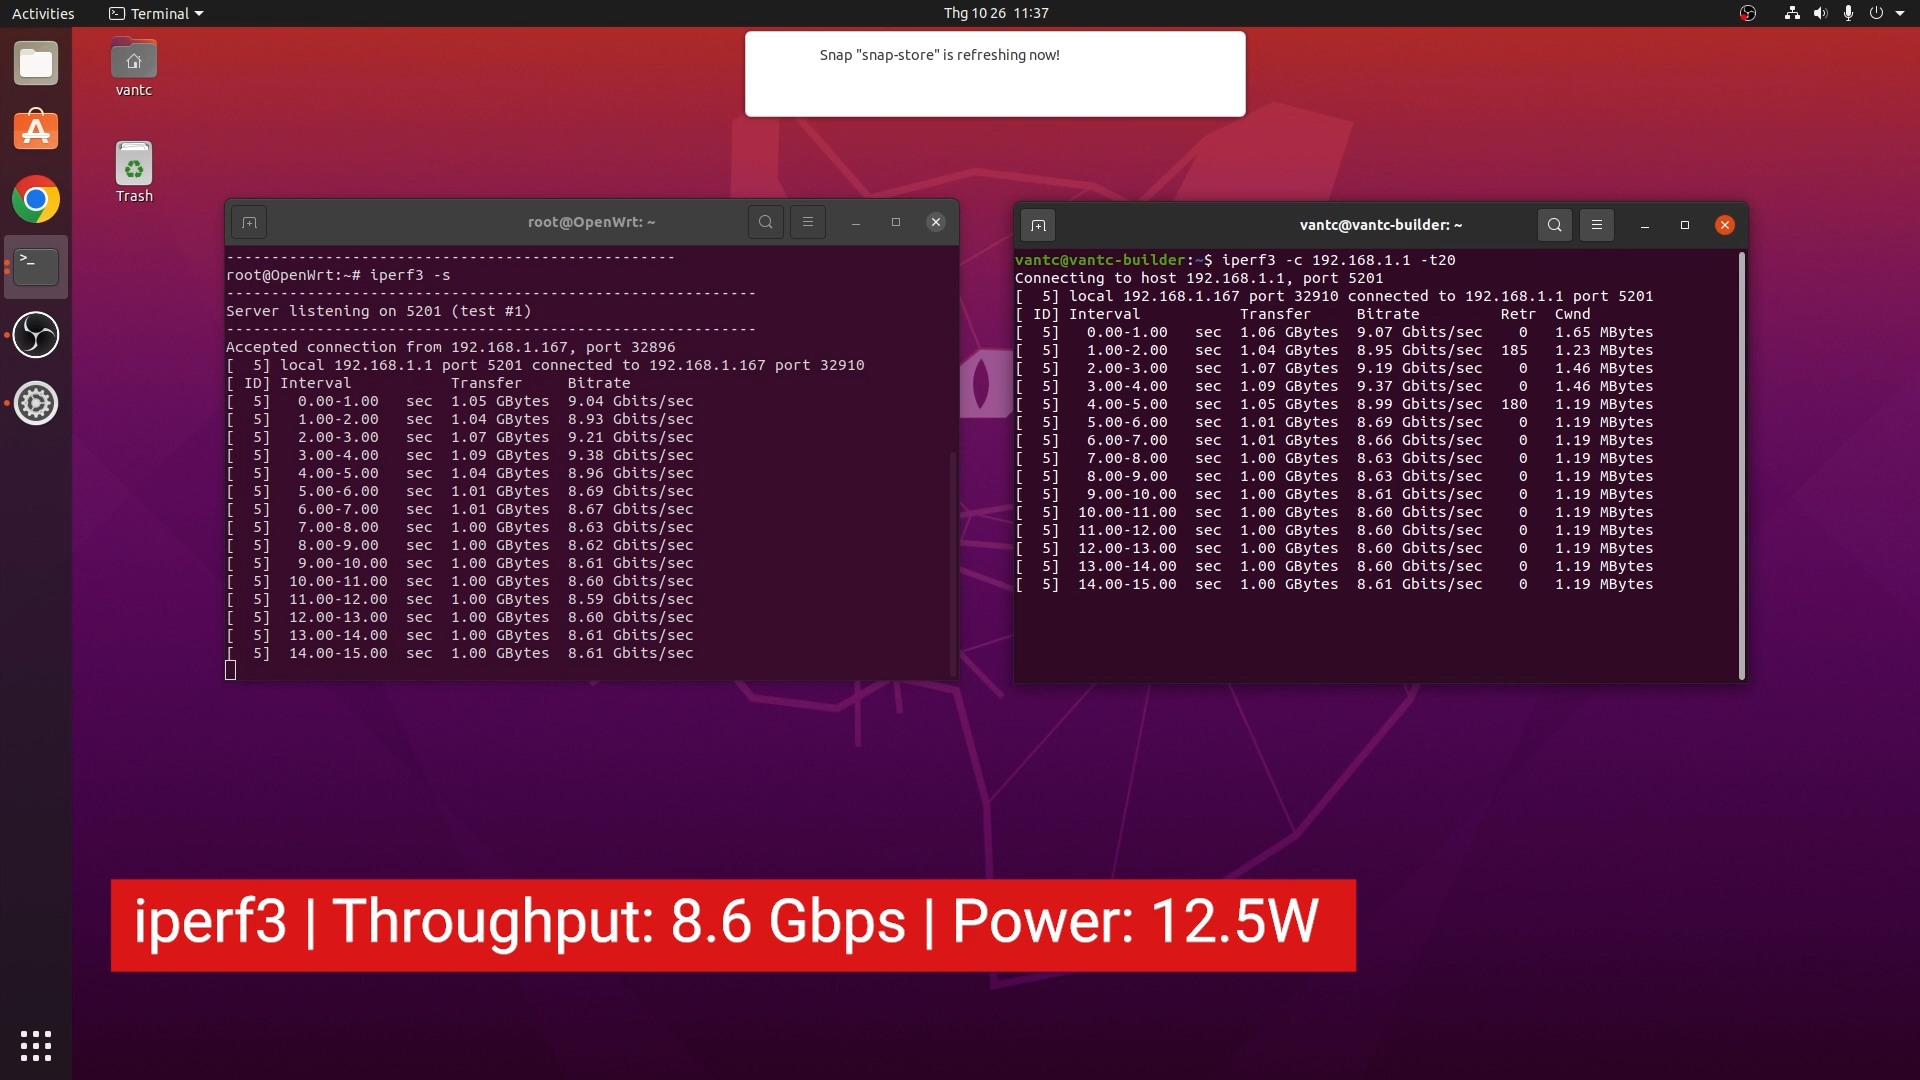 Activities
Terminal
Thg 10 26 11:37
Snap "snap-store" is refreshing now!
vantc
Trash
root@OpenWrt: ~
------------------------------------------------
root@OpenWrt:~# iperf3 -s
-----------------------------------------------------------
Server listening on 5201 (test #1)
-----------------------------------------------------------
Accepted connection from 192.168.1.167, port 32896
[  5] local 192.168.1.1 port 5201 connected to 192.168.1.167 port 32910
[ ID] Interval           Transfer     Bitrate
[  5]   0.00-1.00   sec  1.05 GBytes  9.04 Gbits/sec
[  5]   1.00-2.00   sec  1.04 GBytes  8.93 Gbits/sec
[  5]   2.00-3.00   sec  1.07 GBytes  9.21 Gbits/sec
[  5]   3.00-4.00   sec  1.09 GBytes  9.38 Gbits/sec
[  5]   4.00-5.00   sec  1.04 GBytes  8.96 Gbits/sec
[  5]   5.00-6.00   sec  1.01 GBytes  8.69 Gbits/sec
[  5]   6.00-7.00   sec  1.01 GBytes  8.67 Gbits/sec
[  5]   7.00-8.00   sec  1.00 GBytes  8.63 Gbits/sec
[  5]   8.00-9.00   sec  1.00 GBytes  8.62 Gbits/sec
[  5]   9.00-10.00  sec  1.00 GBytes  8.61 Gbits/sec
[  5]  10.00-11.00  sec  1.00 GBytes  8.60 Gbits/sec
[  5]  11.00-12.00  sec  1.00 GBytes  8.59 Gbits/sec
[  5]  12.00-13.00  sec  1.00 GBytes  8.60 Gbits/sec
[  5]  13.00-14.00  sec  1.00 GBytes  8.61 Gbits/sec
[  5]  14.00-15.00  sec  1.00 GBytes  8.61 Gbits/sec
vantc@vantc-builder: ~
vantc@vantc-builder:~$ iperf3 -c 192.168.1.1 -t20
Connecting to host 192.168.1.1, port 5201
[  5] local 192.168.1.167 port 32910 connected to 192.168.1.1 port 5201
[ ID] Interval           Transfer     Bitrate         Retr  Cwnd
[  5]   0.00-1.00   sec  1.06 GBytes  9.07 Gbits/sec    0   1.65 MBytes
[  5]   1.00-2.00   sec  1.04 GBytes  8.95 Gbits/sec  185   1.23 MBytes
[  5]   2.00-3.00   sec  1.07 GBytes  9.19 Gbits/sec    0   1.46 MBytes
[  5]   3.00-4.00   sec  1.09 GBytes  9.37 Gbits/sec    0   1.46 MBytes
[  5]   4.00-5.00   sec  1.05 GBytes  8.99 Gbits/sec  180   1.19 MBytes
[  5]   5.00-6.00   sec  1.01 GBytes  8.69 Gbits/sec    0   1.19 MBytes
[  5]   6.00-7.00   sec  1.01 GBytes  8.66 Gbits/sec    0   1.19 MBytes
[  5]   7.00-8.00   sec  1.00 GBytes  8.63 Gbits/sec    0   1.19 MBytes
[  5]   8.00-9.00   sec  1.00 GBytes  8.63 Gbits/sec    0   1.19 MBytes
[  5]   9.00-10.00  sec  1.00 GBytes  8.61 Gbits/sec    0   1.19 MBytes
[  5]  10.00-11.00  sec  1.00 GBytes  8.60 Gbits/sec    0   1.19 MBytes
[  5]  11.00-12.00  sec  1.00 GBytes  8.60 Gbits/sec    0   1.19 MBytes
[  5]  12.00-13.00  sec  1.00 GBytes  8.60 Gbits/sec    0   1.19 MBytes
[  5]  13.00-14.00  sec  1.00 GBytes  8.60 Gbits/sec    0   1.19 MBytes
[  5]  14.00-15.00  sec  1.00 GBytes  8.61 Gbits/sec    0   1.19 MBytes
iperf3 | Throughput: 8.6 Gbps | Power: 12.5W